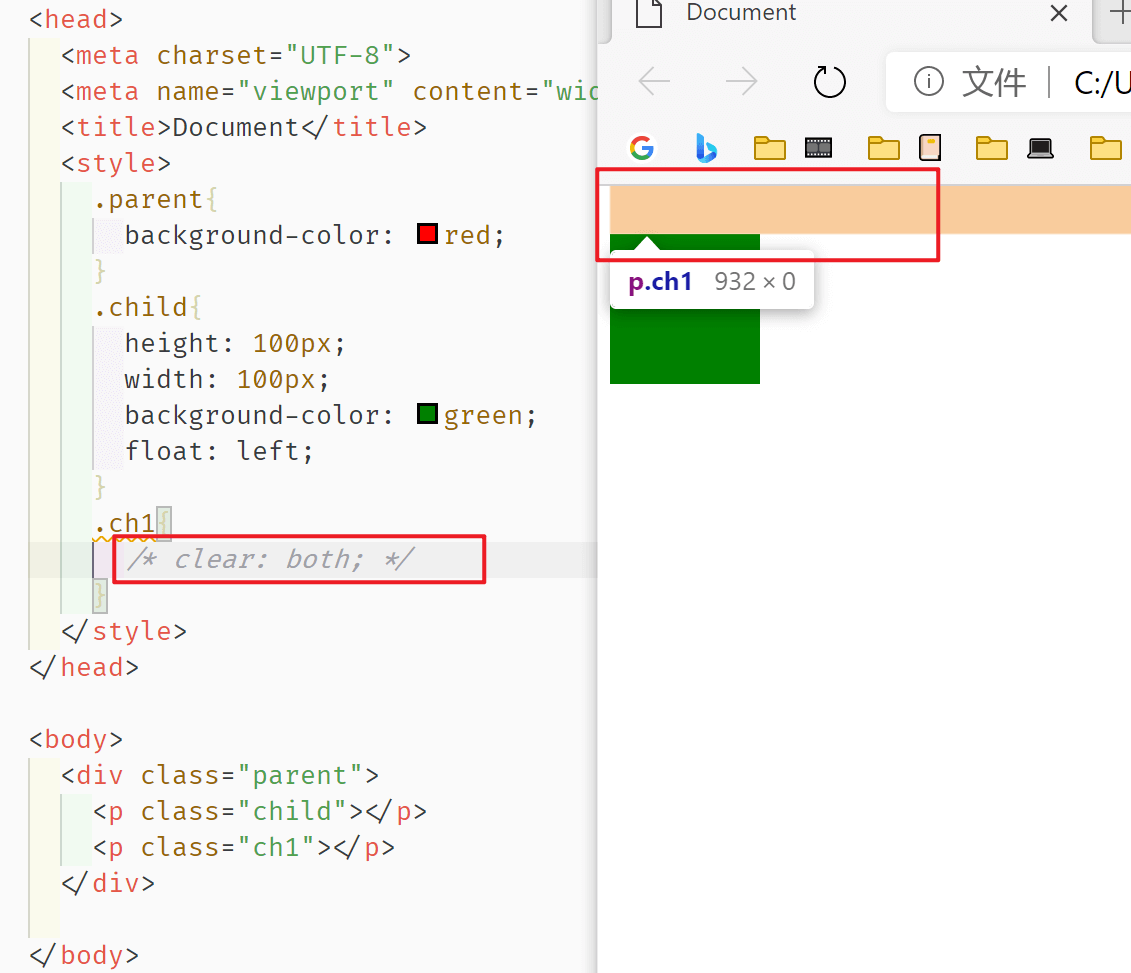 <head>
<meta charset="UTF-8">
<meta name="viewport" content="wid
<title>Document</title>
<style>
.parent{
background-color: red;
}
.child{
height: 100px;
width: 100px;
background-color: green;
float: left;
}
.ch1{
/* clear: both; */
}
</style>
</head>
<body>
<div class="parent">
<p class="child"></p>
<p class="ch1"></p>
</div>
</body>
Document
文件
C:/U
p.ch1 932 × 0